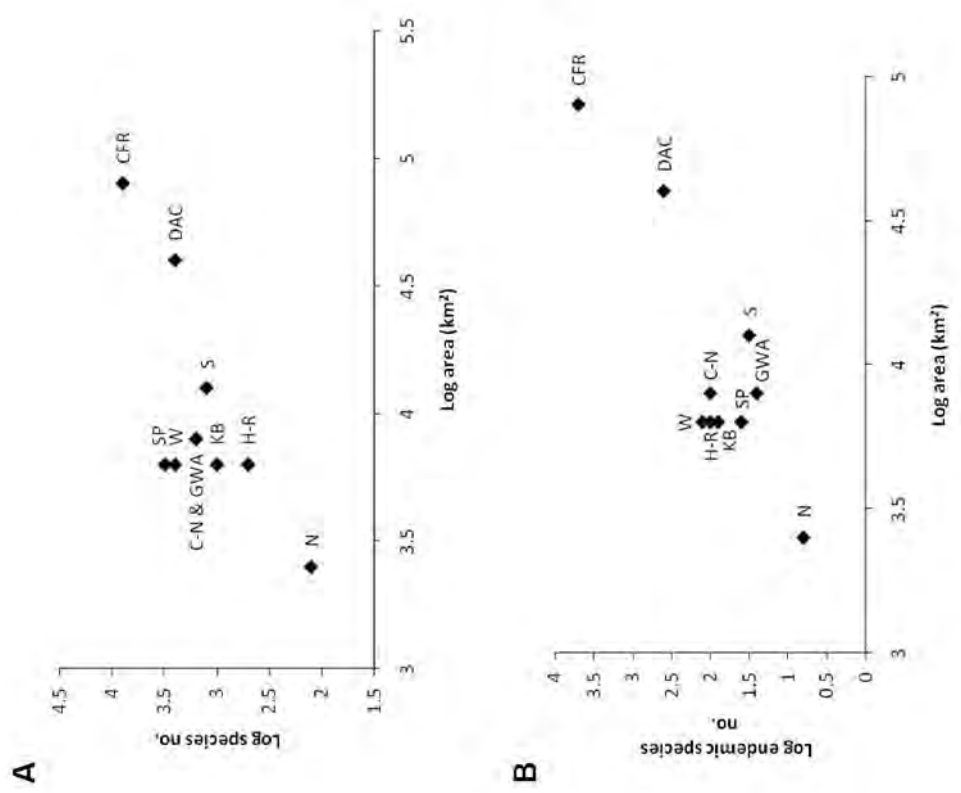 A
Log species no.
4.5
4
3.5
3
2.5
2
1.5
CFR
DAC
SP
W
S
C-N & GWA
KB
H-R
N
3
3.5
4
4.5
5
5.5
Log area (km²)
B
Log endemic species
no.
4
3.5
3
2.5
2
1.5
1
0.5
0
CFR
DAC
W
C-N
H-R
KB
SP
S
GWA
N
3
3.5
4
4.5
5
Log area (km²)